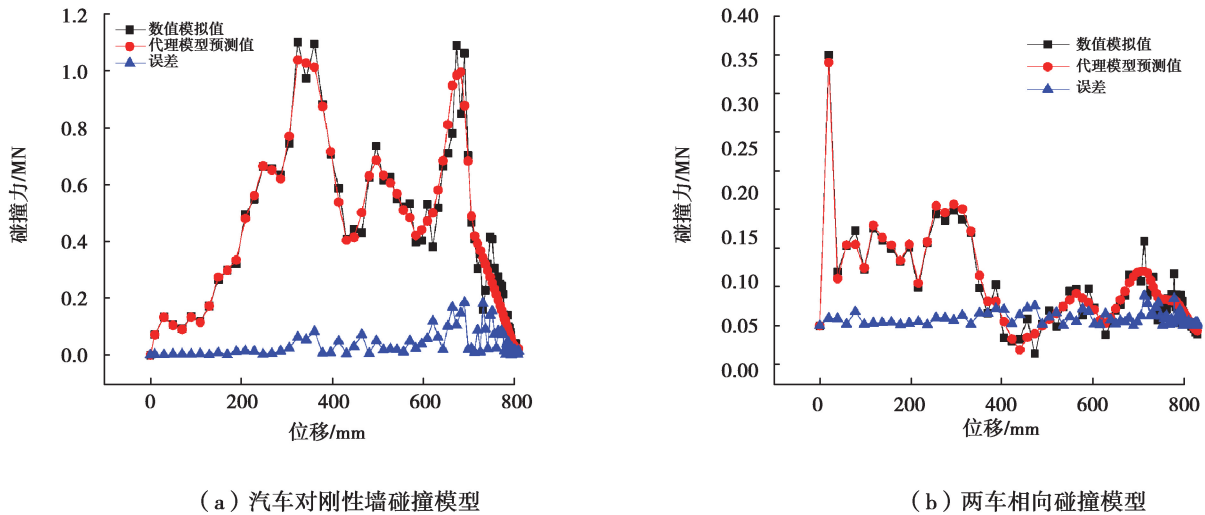 1.2
1.0
0.8
0.6
0.4
0.2
0.0
碰撞力/MN
数值模拟值
代理模型预测值
误差
0 200 400 600 800
位移/mm
(a)汽车对刚性墙碰撞模型
0.40
0.35
0.30
0.25
0.20
0.15
0.10
0.05
0.00
碰撞力/MN
数值模拟值
代理模型预测值
误差
0 200 400 600 800
位移/mm
(b)两车相向碰撞模型